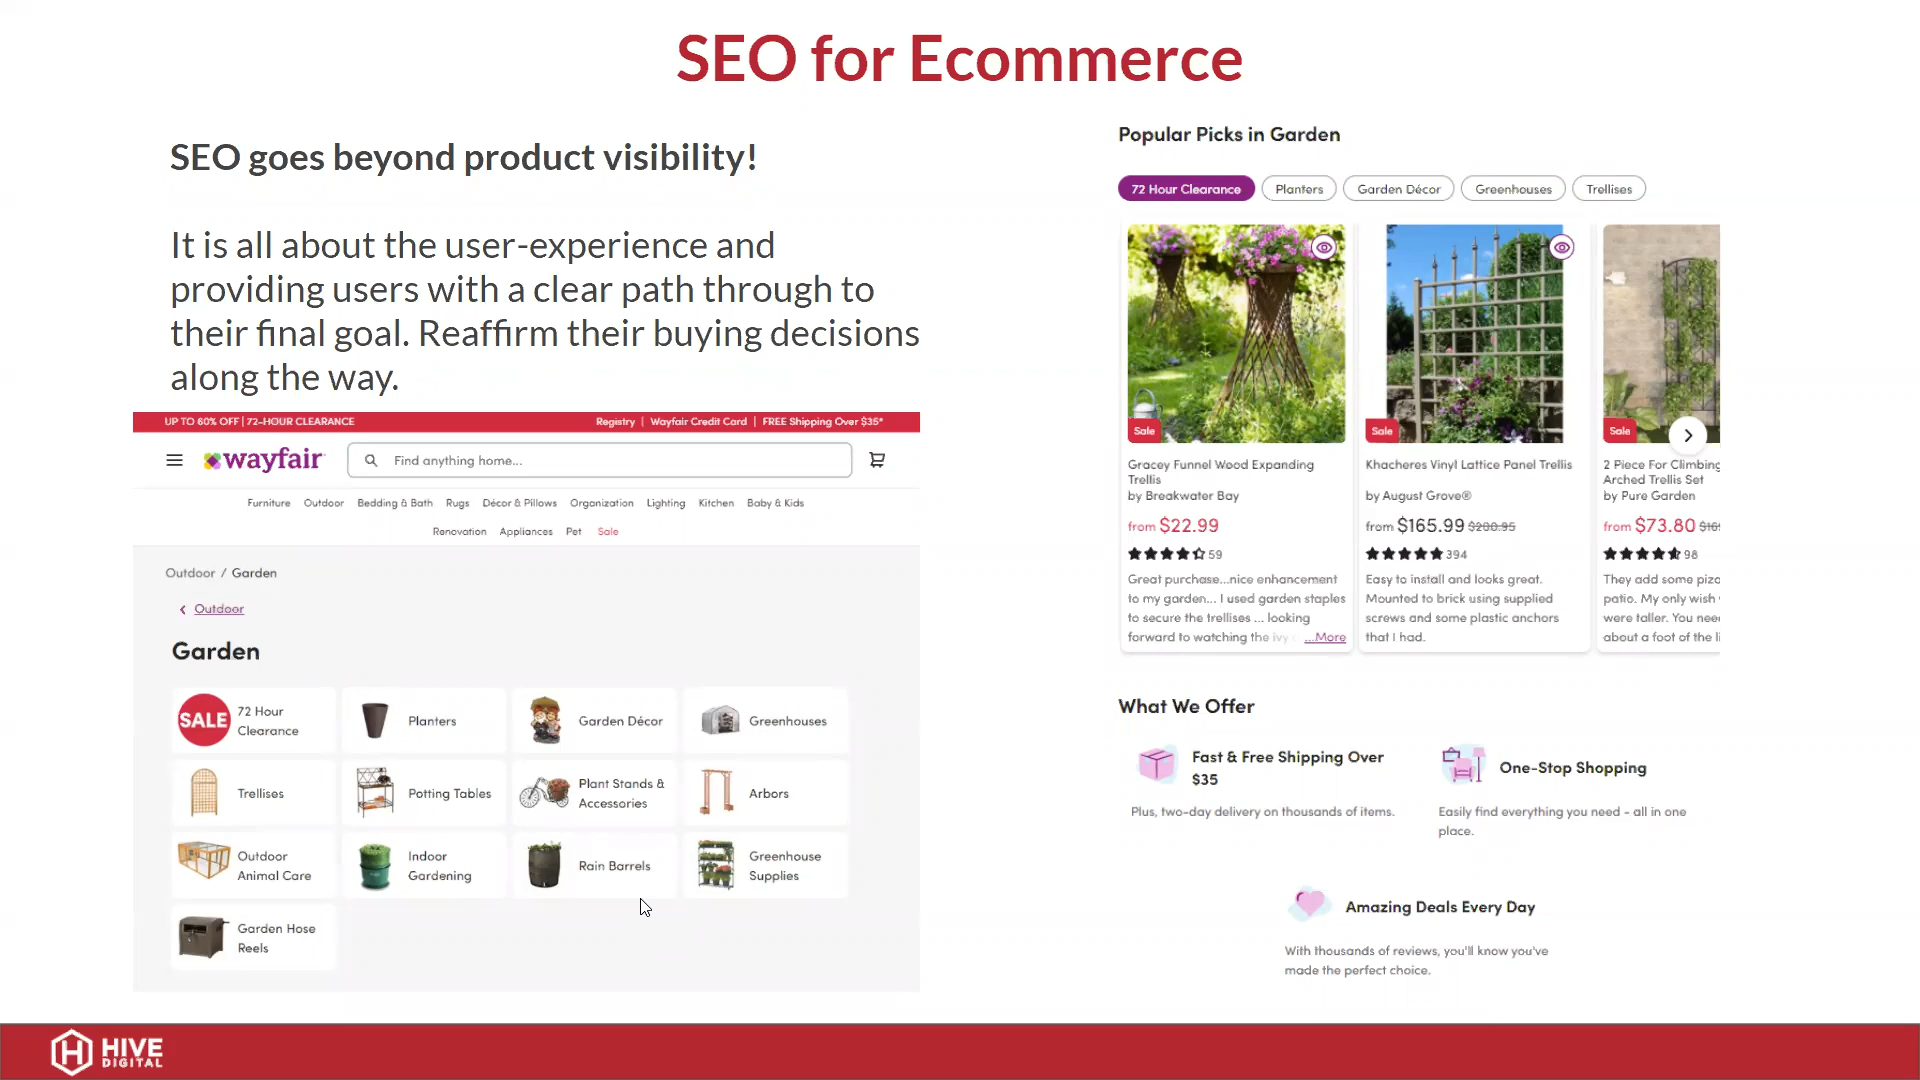 SEO for Ecommerce
SEO goes beyond product visibility!
It is all about the user-experience and
providing users with a clear path through to
their final goal. Reaffirm their buying decisions
along the way.
UP TO 60% OFF | 72-HOUR CLEARANCE
Registry | Wayfair Credit Card | FREE Shipping Over $35*
wayfair
Find anything home...
Furniture Outdoor Bedding & Bath Rugs Décor & Pillows Organization Lighting Kitchen Baby & Kids
Renovation Appliances Pet Sale
Outdoor / Garden
Outdoor
Garden
SALE
72 Hour
Clearance
Planters
Garden Décor
Greenhouses
Trellises
Potting Tables
Plant Stands &
Accessories
Arbors
Outdoor
Animal Care
Indoor
Gardening
Rain Barrels
Greenhouse
Supplies
Garden Hose
Reels
Popular Picks in Garden
72 Hour Clearance Planters Garden Décor Greenhouses Trellises
Sale
Gracey Funnel Wood Expanding
Trellis
by Breakwater Bay
from $22.99
59
Great purchase...nice enhancement
to my garden... I used garden staples
to secure the trellises ... looking
forward to watching the ivy ...More
Sale
Khacheres Vinyl Lattice Panel Trellis
by August Grove®
from $165.99 $200.95
394
Easy to install and looks great.
Mounted to brick using supplied
screws and some plastic anchors
that I had.
Sale
2 Piece For Climbing
Arched Trellis Set
by Pure Garden
from $73.80
98
They add some
patio. My only wish
were taller. You
about a foot of the
What We Offer
Fast & Free Shipping Over
$35
Plus, two-day delivery on thousands of items.
One-Stop Shopping
Easily find everything you need - all in one
place.
Amazing Deals Every Day
With thousands of reviews, you'll know you've
made the perfect choice.
HIVE
DIGITAL